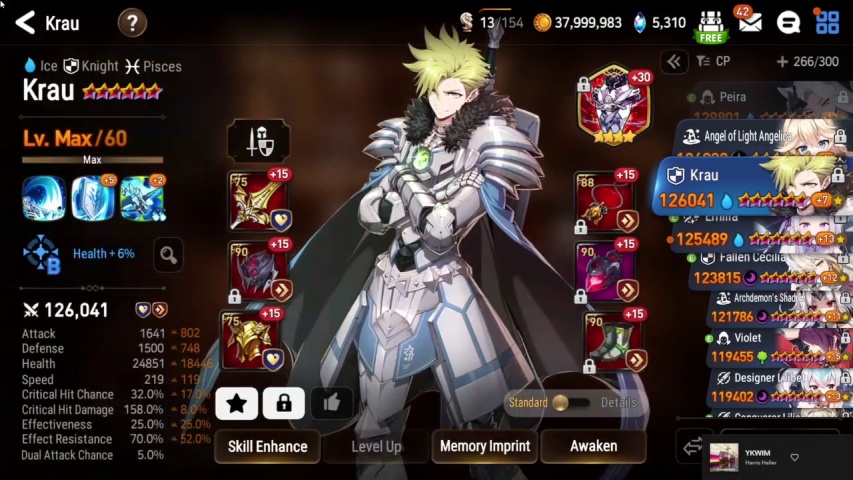 Krau
?
13/154
37,999,983
5,310
FREE
42
Ice Knight Pisces
Krau
Lv. Max/60
Max
+5
+2
B
Health + 6%
126,041
Attack 1641 802
Defense 1500 748
Health 24851 18446
Speed 219 119
Critical Hit Chance 32.0% 17.0%
Critical Hit Damage 158.0% 8.0%
Effectiveness 25.0% 25.0%
Effect Resistance 70.0% 52.0%
Dual Attack Chance 5.0%
75 +15
90 +15
75 +15
+30
88 +15
90 +15
90 +15
Standard Details
Skill Enhance
Level Up
Memory Imprint
Awaken
CP
+ 266/300
Peira
Angel of Light Angelica
Krau
126041 +7
125489 +13
Fallen Cecilia
123815 +12
Archdemon's Shadow
121786
Violet
119455
Designer Lilibet
119402
YKWIM
Harris Heller